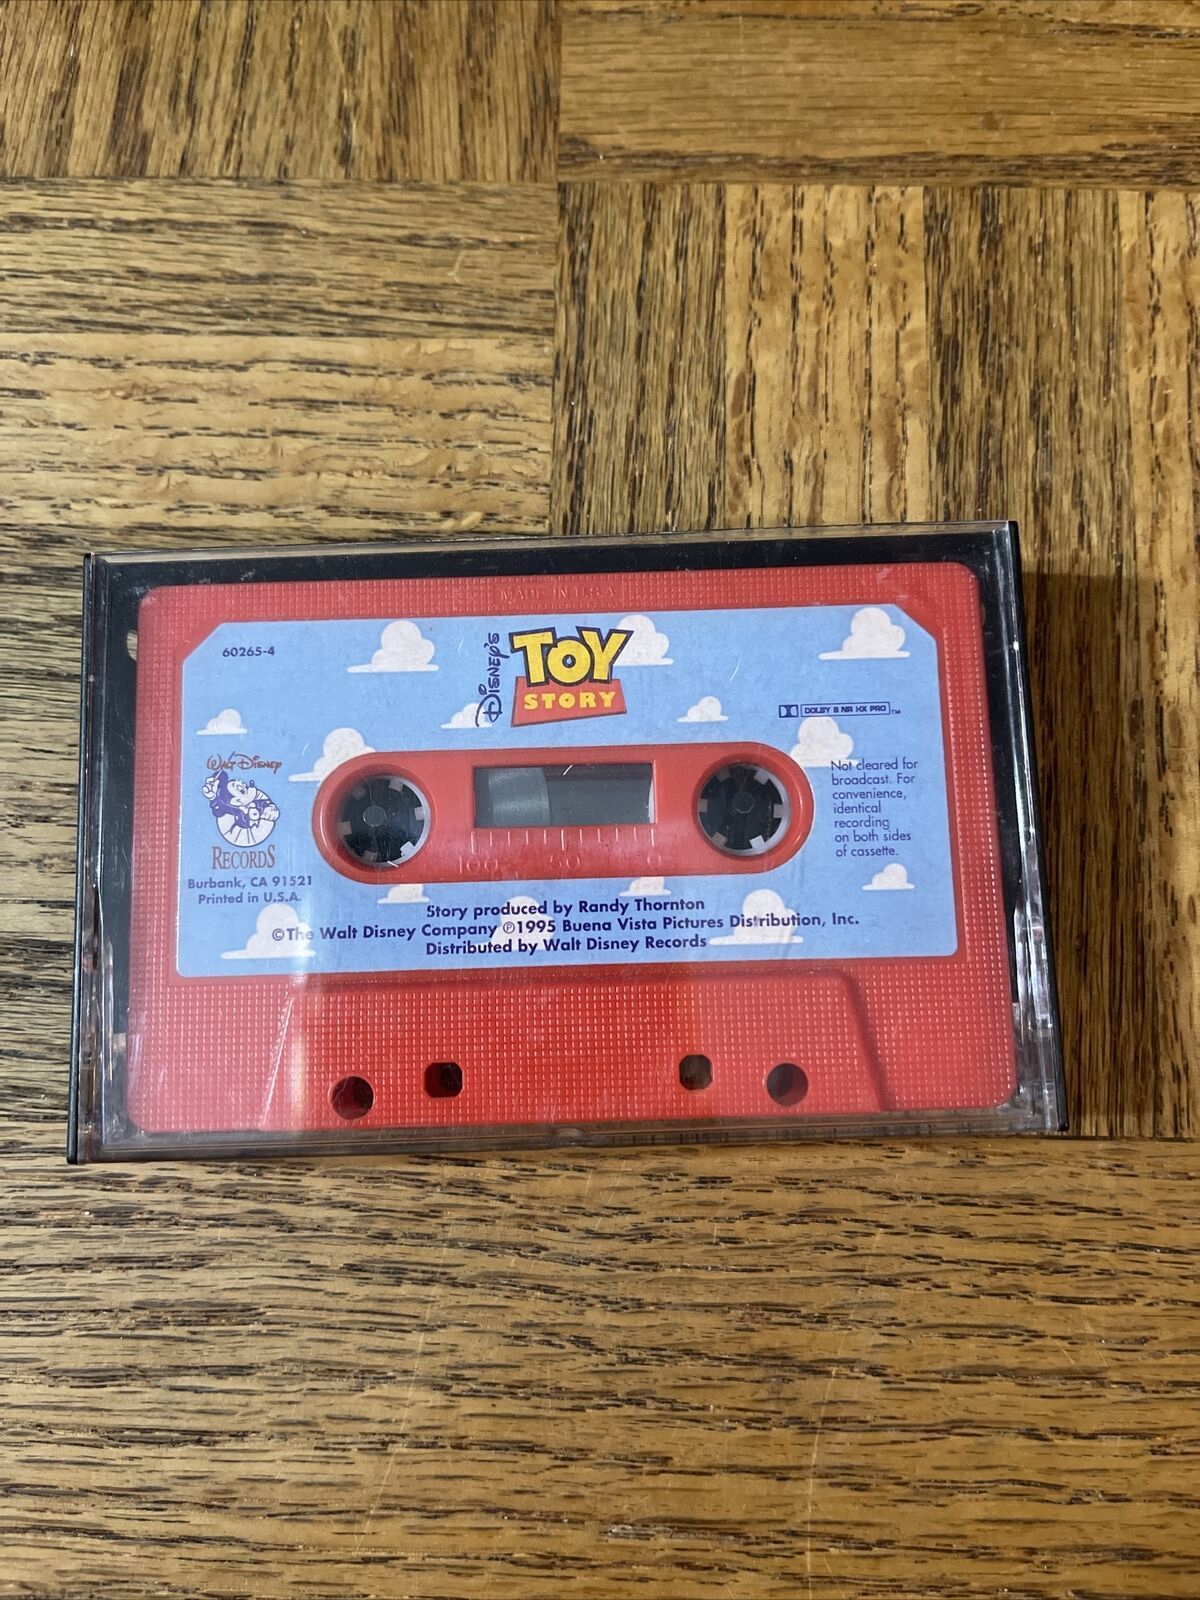 MADE IN U.S.A.
60265-4
DISNEY'S
TOY
STORY
DOLBY B NR HX PRO TM
WALT DISNEY
RECORDS
Burbank, CA 91521
Printed in U.S.A.
Not cleared for
broadcast. For
convenience,
identical
recording
on both sides
of cassette.
100 50 0
Story produced by Randy Thornton
©The Walt Disney Company ℗1995 Buena Vista Pictures Distribution, Inc.
Distributed by Walt Disney Records